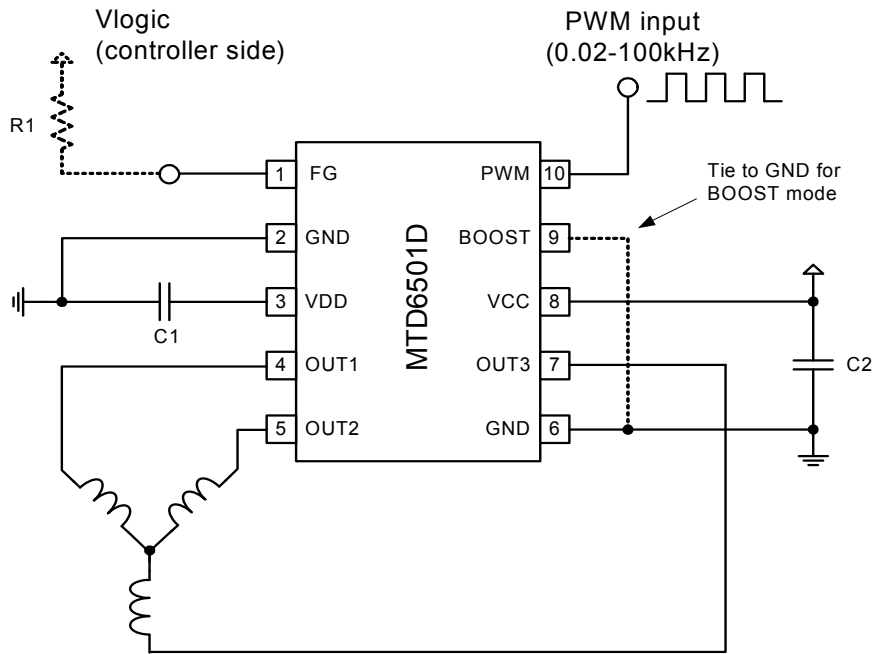 Vlogic
(controller side)
PWM input
(0.02-100kHz)
R1
Tie to GND for
BOOST mode
1 FG
PWM 10
2 GND
BOOST 9
3 VDD
VCC 8
4 OUT1
OUT3 7
5 OUT2
GND 6
MTD6501D
C1
C2